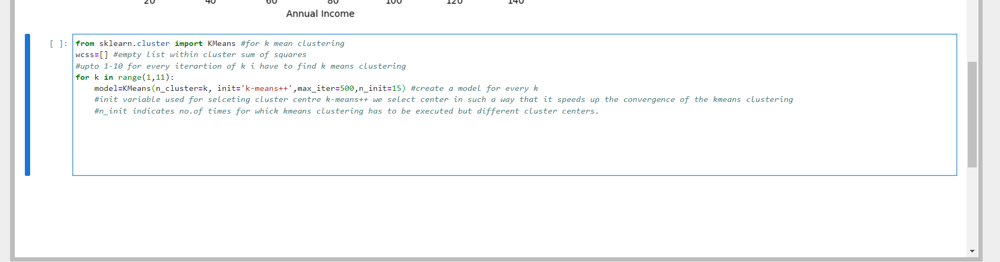 20 40 60 80 100 120 140
Annual Income
[ ]: from sklearn.cluster import KMeans #for k mean clustering
wcss=[] #empty list within cluster sum of squares
#upto 1-10 for every iterartion of k i have to find k means clustering
for k in range(1,11):
    model=KMeans(n_cluster=k, init='k-means++',max_iter=500,n_init=15) #create a model for every k
    #init variable used for selceting cluster centre k-means++ we select center in such a way that it speeds up the convergence of the kmeans clustering
    #n_init indicates no.of times for whick kmeans clustering has to be executed but different cluster centers.